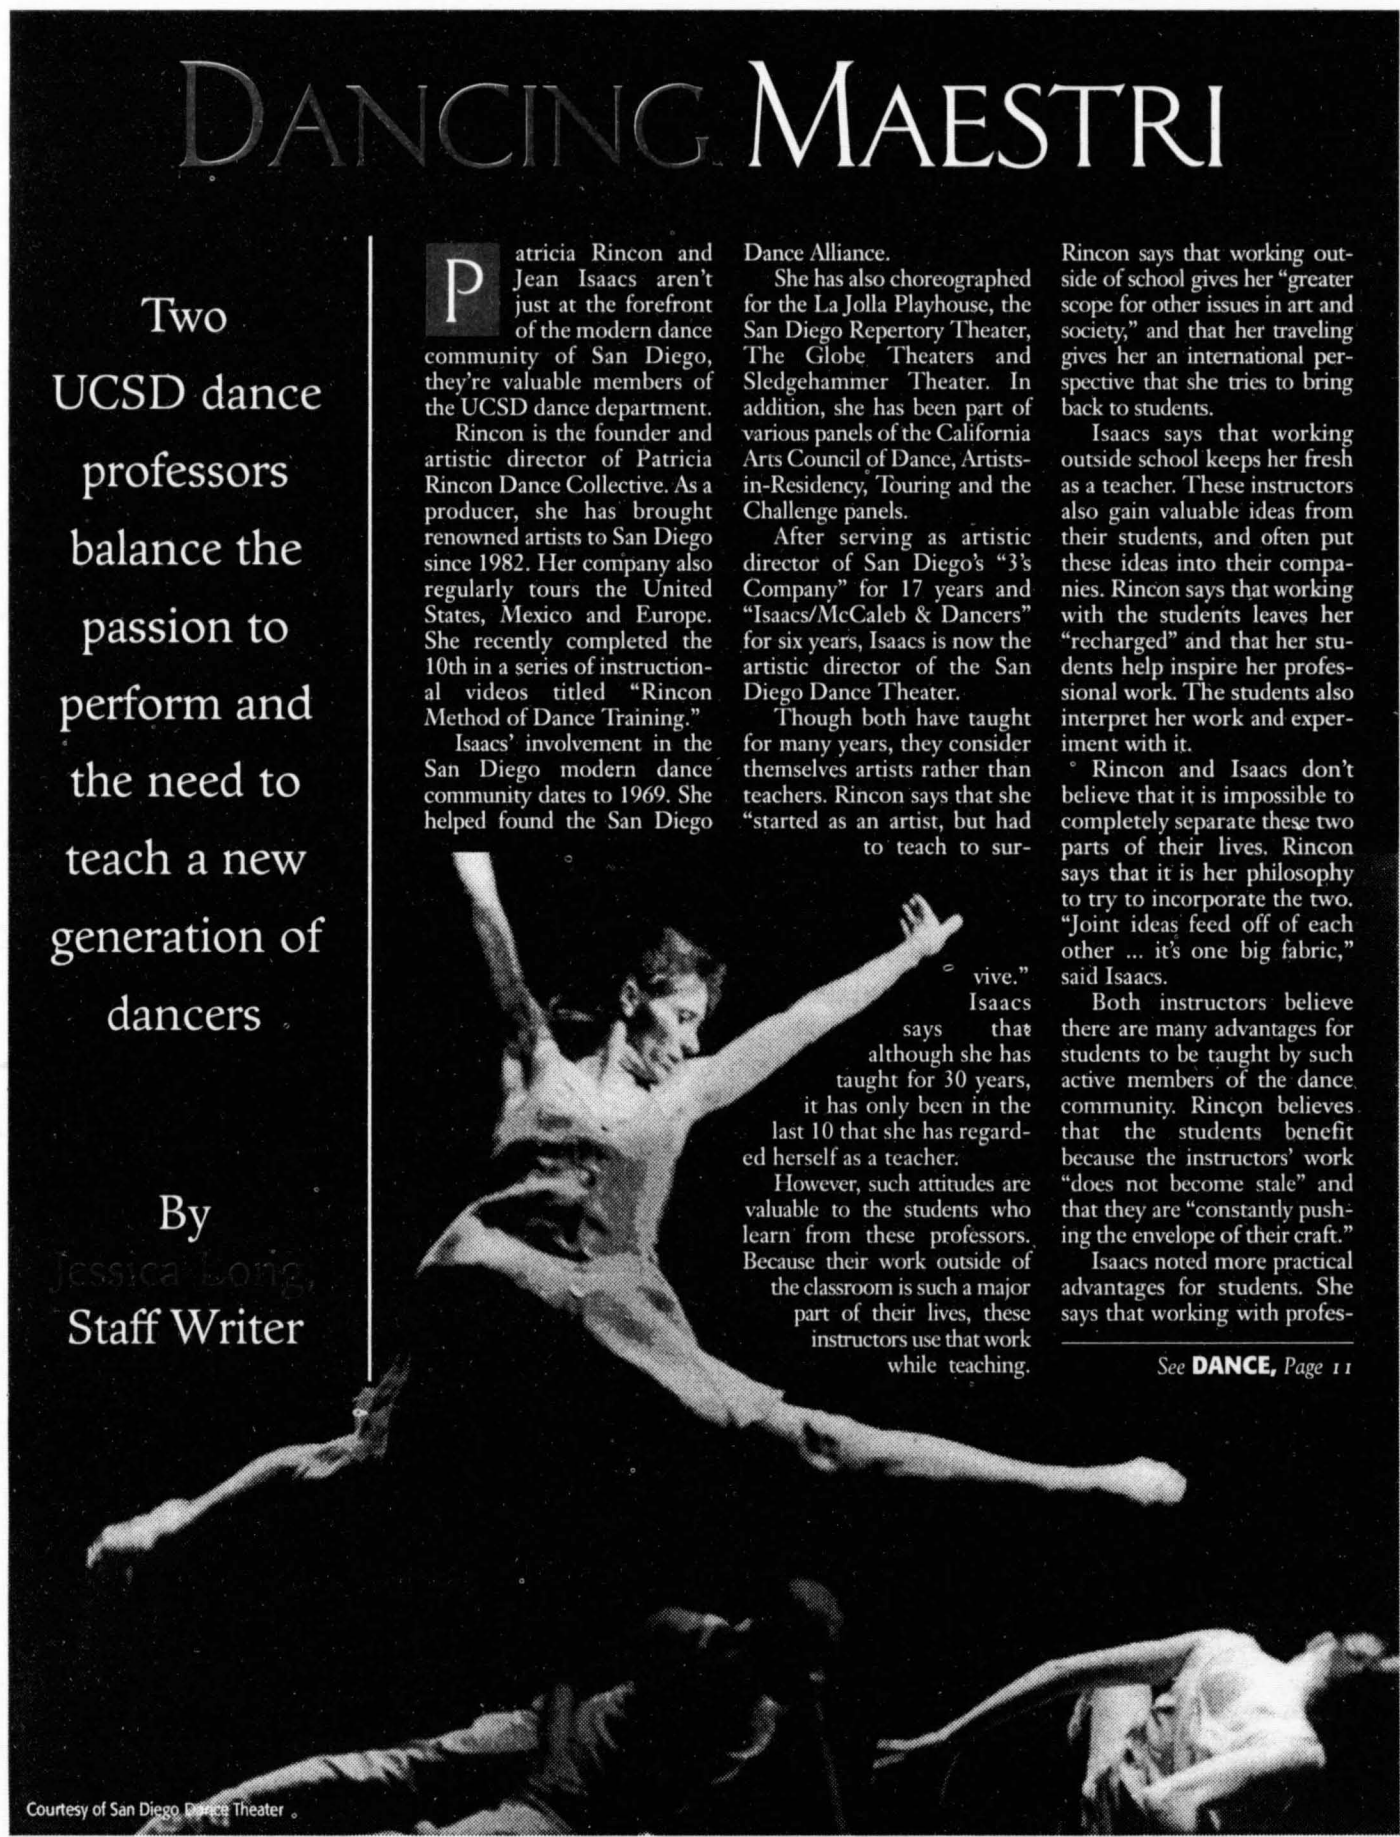 DANCING MAESTRI
Two
UCSD dance
professors
balance the
passion to
perform and
the need to
teach a new
generation of
dancers
By
Jessica Long,
Staff Writer
Patricia Rincon and
Jean Isaacs aren't
just at the forefront
of the modern dance
community of San Diego,
they're valuable members of
the UCSD dance department.
Rincon is the founder and
artistic director of Patricia
Rincon Dance Collective. As a
producer, she has brought
renowned artists to San Diego
since 1982. Her company also
regularly tours the United
States, Mexico and Europe.
She recently completed the
10th in a series of instruction-
al videos titled “Rincon
Method of Dance Training.”
Isaacs' involvement in the
San Diego modern dance
community dates to 1969. She
helped found the San Diego
Dance Alliance.
She has also choreographed
for the La Jolla Playhouse, the
San Diego Repertory Theater,
The Globe Theaters and
Sledgehammer Theater. In
addition, she has been part of
various panels of the California
Arts Council of Dance, Artists-
in-Residency, Touring and the
Challenge panels.
After serving as artistic
director of San Diego's “3's
Company” for 17 years and
“Isaacs/McCaleb & Dancers”
for six years, Isaacs is now the
artistic director of the San
Diego Dance Theater.
Though both have taught
for many years, they consider
themselves artists rather than
teachers. Rincon says that she
“started as an artist, but had
to teach to sur-
vive.”
Isaacs
says that
although she has
taught for 30 years,
it has only been in the
last 10 that she has regard-
ed herself as a teacher.
However, such attitudes are
valuable to the students who
learn from these professors.
Because their work outside of
the classroom is such a major
part of their lives, these
instructors use that work
while teaching.
Rincon says that working out-
side of school gives her “greater
scope for other issues in art and
society,” and that her traveling
gives her an international per-
spective that she tries to bring
back to students.
Isaacs says that working
outside school keeps her fresh
as a teacher. These instructors
also gain valuable ideas from
their students, and often put
these ideas into their compa-
nies. Rincon says that working
with the students leaves her
“recharged” and that her stu-
dents help inspire her profes-
sional work. The students also
interpret her work and exper-
iment with it.
Rincon and Isaacs don't
believe that it is impossible to
completely separate these two
parts of their lives. Rincon
says that it is her philosophy
to try to incorporate the two.
“Joint ideas feed off of each
other ... it's one big fabric,”
said Isaacs.
Both instructors believe
there are many advantages for
students to be taught by such
active members of the dance
community. Rincon believes
that the students benefit
because the instructors' work
“does not become stale” and
that they are “constantly push-
ing the envelope of their craft.”
Isaacs noted more practical
advantages for students. She
says that working with profes-
See DANCE, Page 11
Courtesy of San Diego Dance Theater